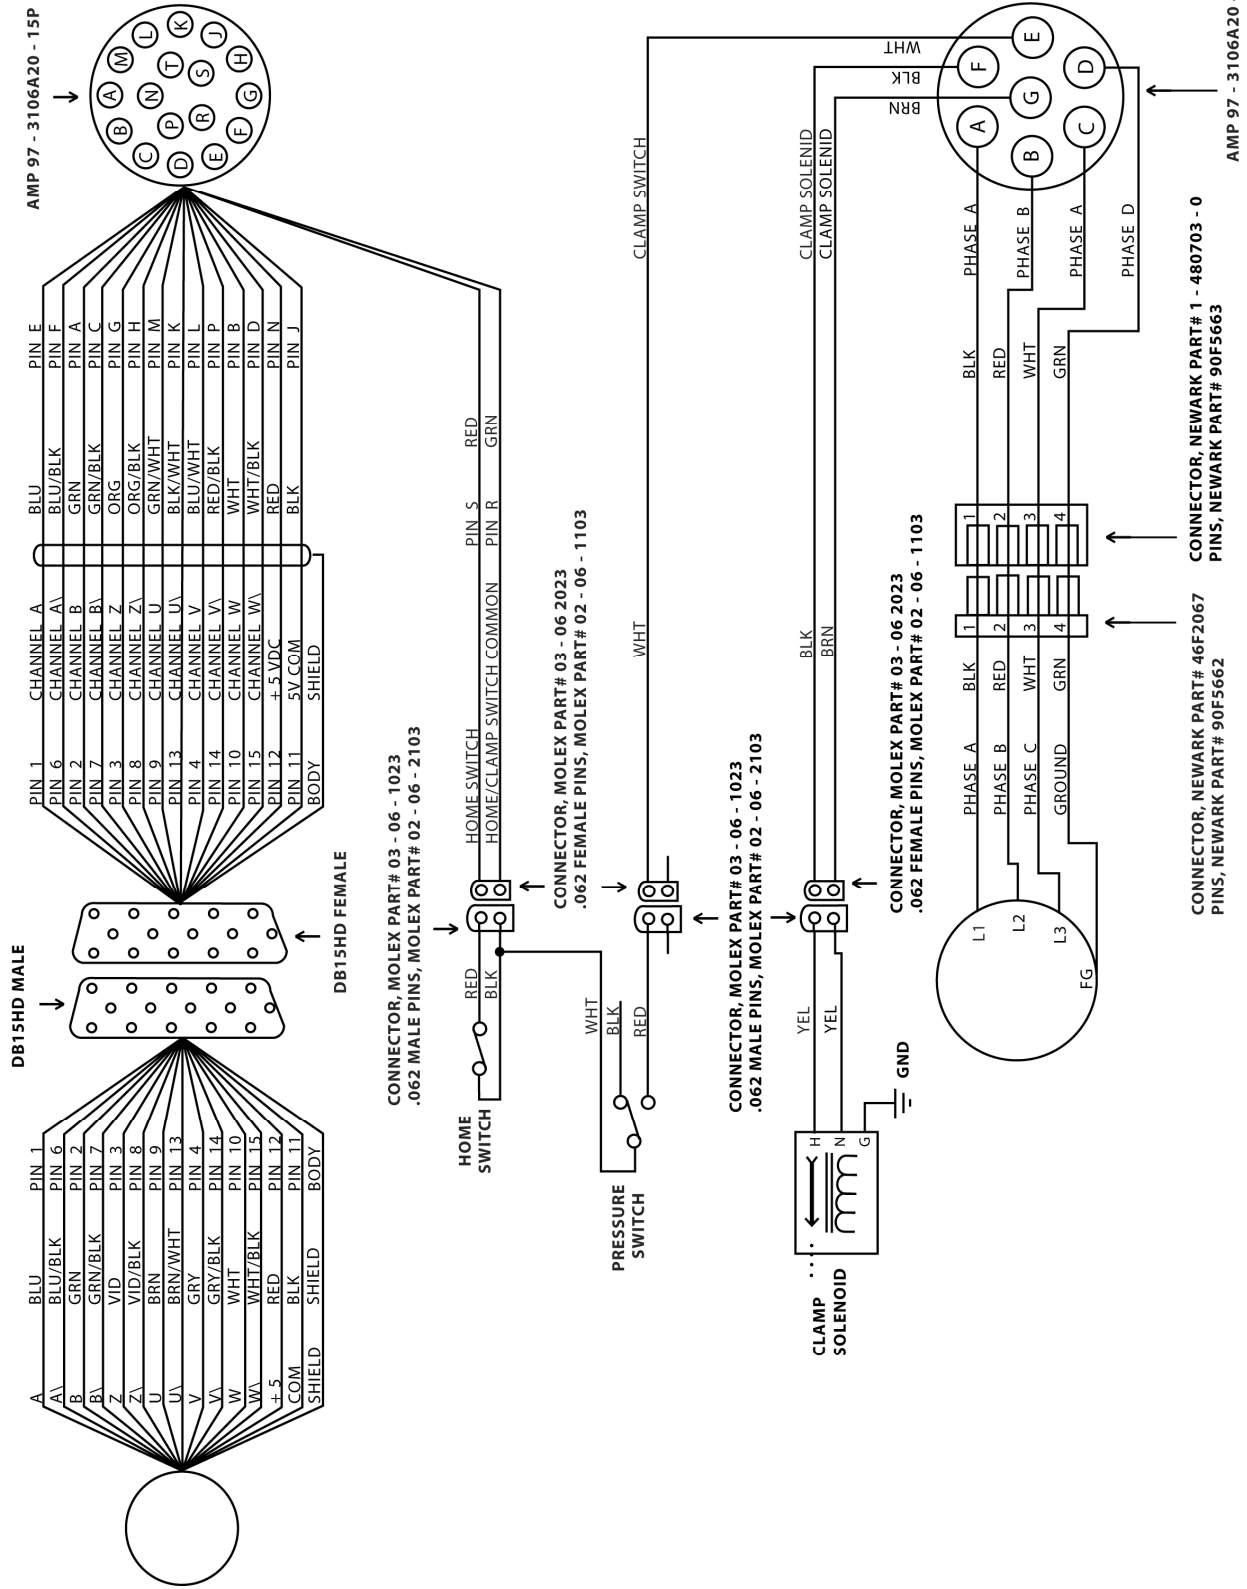 DB15HD MALE
AMP 97 - 3106A20 - 15P
A BLU PIN 1
A\ BLU/BLK PIN 6
B GRN PIN 2
B\ GRN/BLK PIN 7
Z VID PIN 3
Z\ VID/BLK PIN 8
U BRN PIN 9
U\ BRN/WHT PIN 13
V GRY PIN 4
V\ GRY/BLK PIN 14
W WHT PIN 10
W\ WHT/BLK PIN 15
+ 5 RED PIN 12
COM BLK PIN 11
SHIELD SHIELD BODY
DB15HD FEMALE
PIN 1 CHANNEL A BLU PIN E
PIN 6 CHANNEL A\ BLU/BLK PIN F
PIN 2 CHANNEL B GRN PIN A
PIN 7 CHANNEL B\ GRN/BLK PIN C
PIN 3 CHANNEL Z ORG PIN G
PIN 8 CHANNEL Z\ ORG/BLK PIN H
PIN 9 CHANNEL U GRN/WHT PIN M
PIN 13 CHANNEL U\ BLK/WHT PIN K
PIN 4 CHANNEL V BLU/WHT PIN L
PIN 14 CHANNEL V\ RED/BLK PIN P
PIN 10 CHANNEL W WHT PIN B
PIN 15 CHANNEL W\ WHT/BLK PIN D
PIN 12 + 5 VDC RED PIN N
PIN 11 5V COM BLK PIN J
BODY SHIELD
A
B
C
D
E
F
G
H
J
K
L
M
N
P
R
S
T
CONNECTOR, MOLEX PART# 03 - 06 - 1023
.062 MALE PINS, MOLEX PART# 02 - 06 - 2103
HOME
SWITCH
RED
BLK
HOME SWITCH PIN S RED
HOME/CLAMP SWITCH COMMON PIN R GRN
CONNECTOR, MOLEX PART# 03 - 06 2023
.062 FEMALE PINS, MOLEX PART# 02 - 06 - 1103
PRESSURE
SWITCH
WHT
BLK
RED
WHT CLAMP SWITCH
CONNECTOR, MOLEX PART# 03 - 06 - 1023
.062 MALE PINS, MOLEX PART# 02 - 06 - 2103
CLAMP
SOLENOID
H
N
G
GND
YEL
YEL
BLK CLAMP SOLENID
BRN CLAMP SOLENID
CONNECTOR, MOLEX PART# 03 - 06 2023
.062 FEMALE PINS, MOLEX PART# 02 - 06 - 1103
WHT
BLK
BRN
A
B
C
D
E
F
G
L1 PHASE A BLK 1 1 BLK PHASE A
L2 PHASE B RED 2 2 RED PHASE B
L3 PHASE C WHT 3 3 WHT PHASE A
FG GROUND GRN 4 4 GRN PHASE D
CONNECTOR, NEWARK PART# 46F2067
PINS, NEWARK PART# 90F5662
CONNECTOR, NEWARK PART# 1 - 480703 - 0
PINS, NEWARK PART# 90F5663
AMP 97 - 3106A20 -